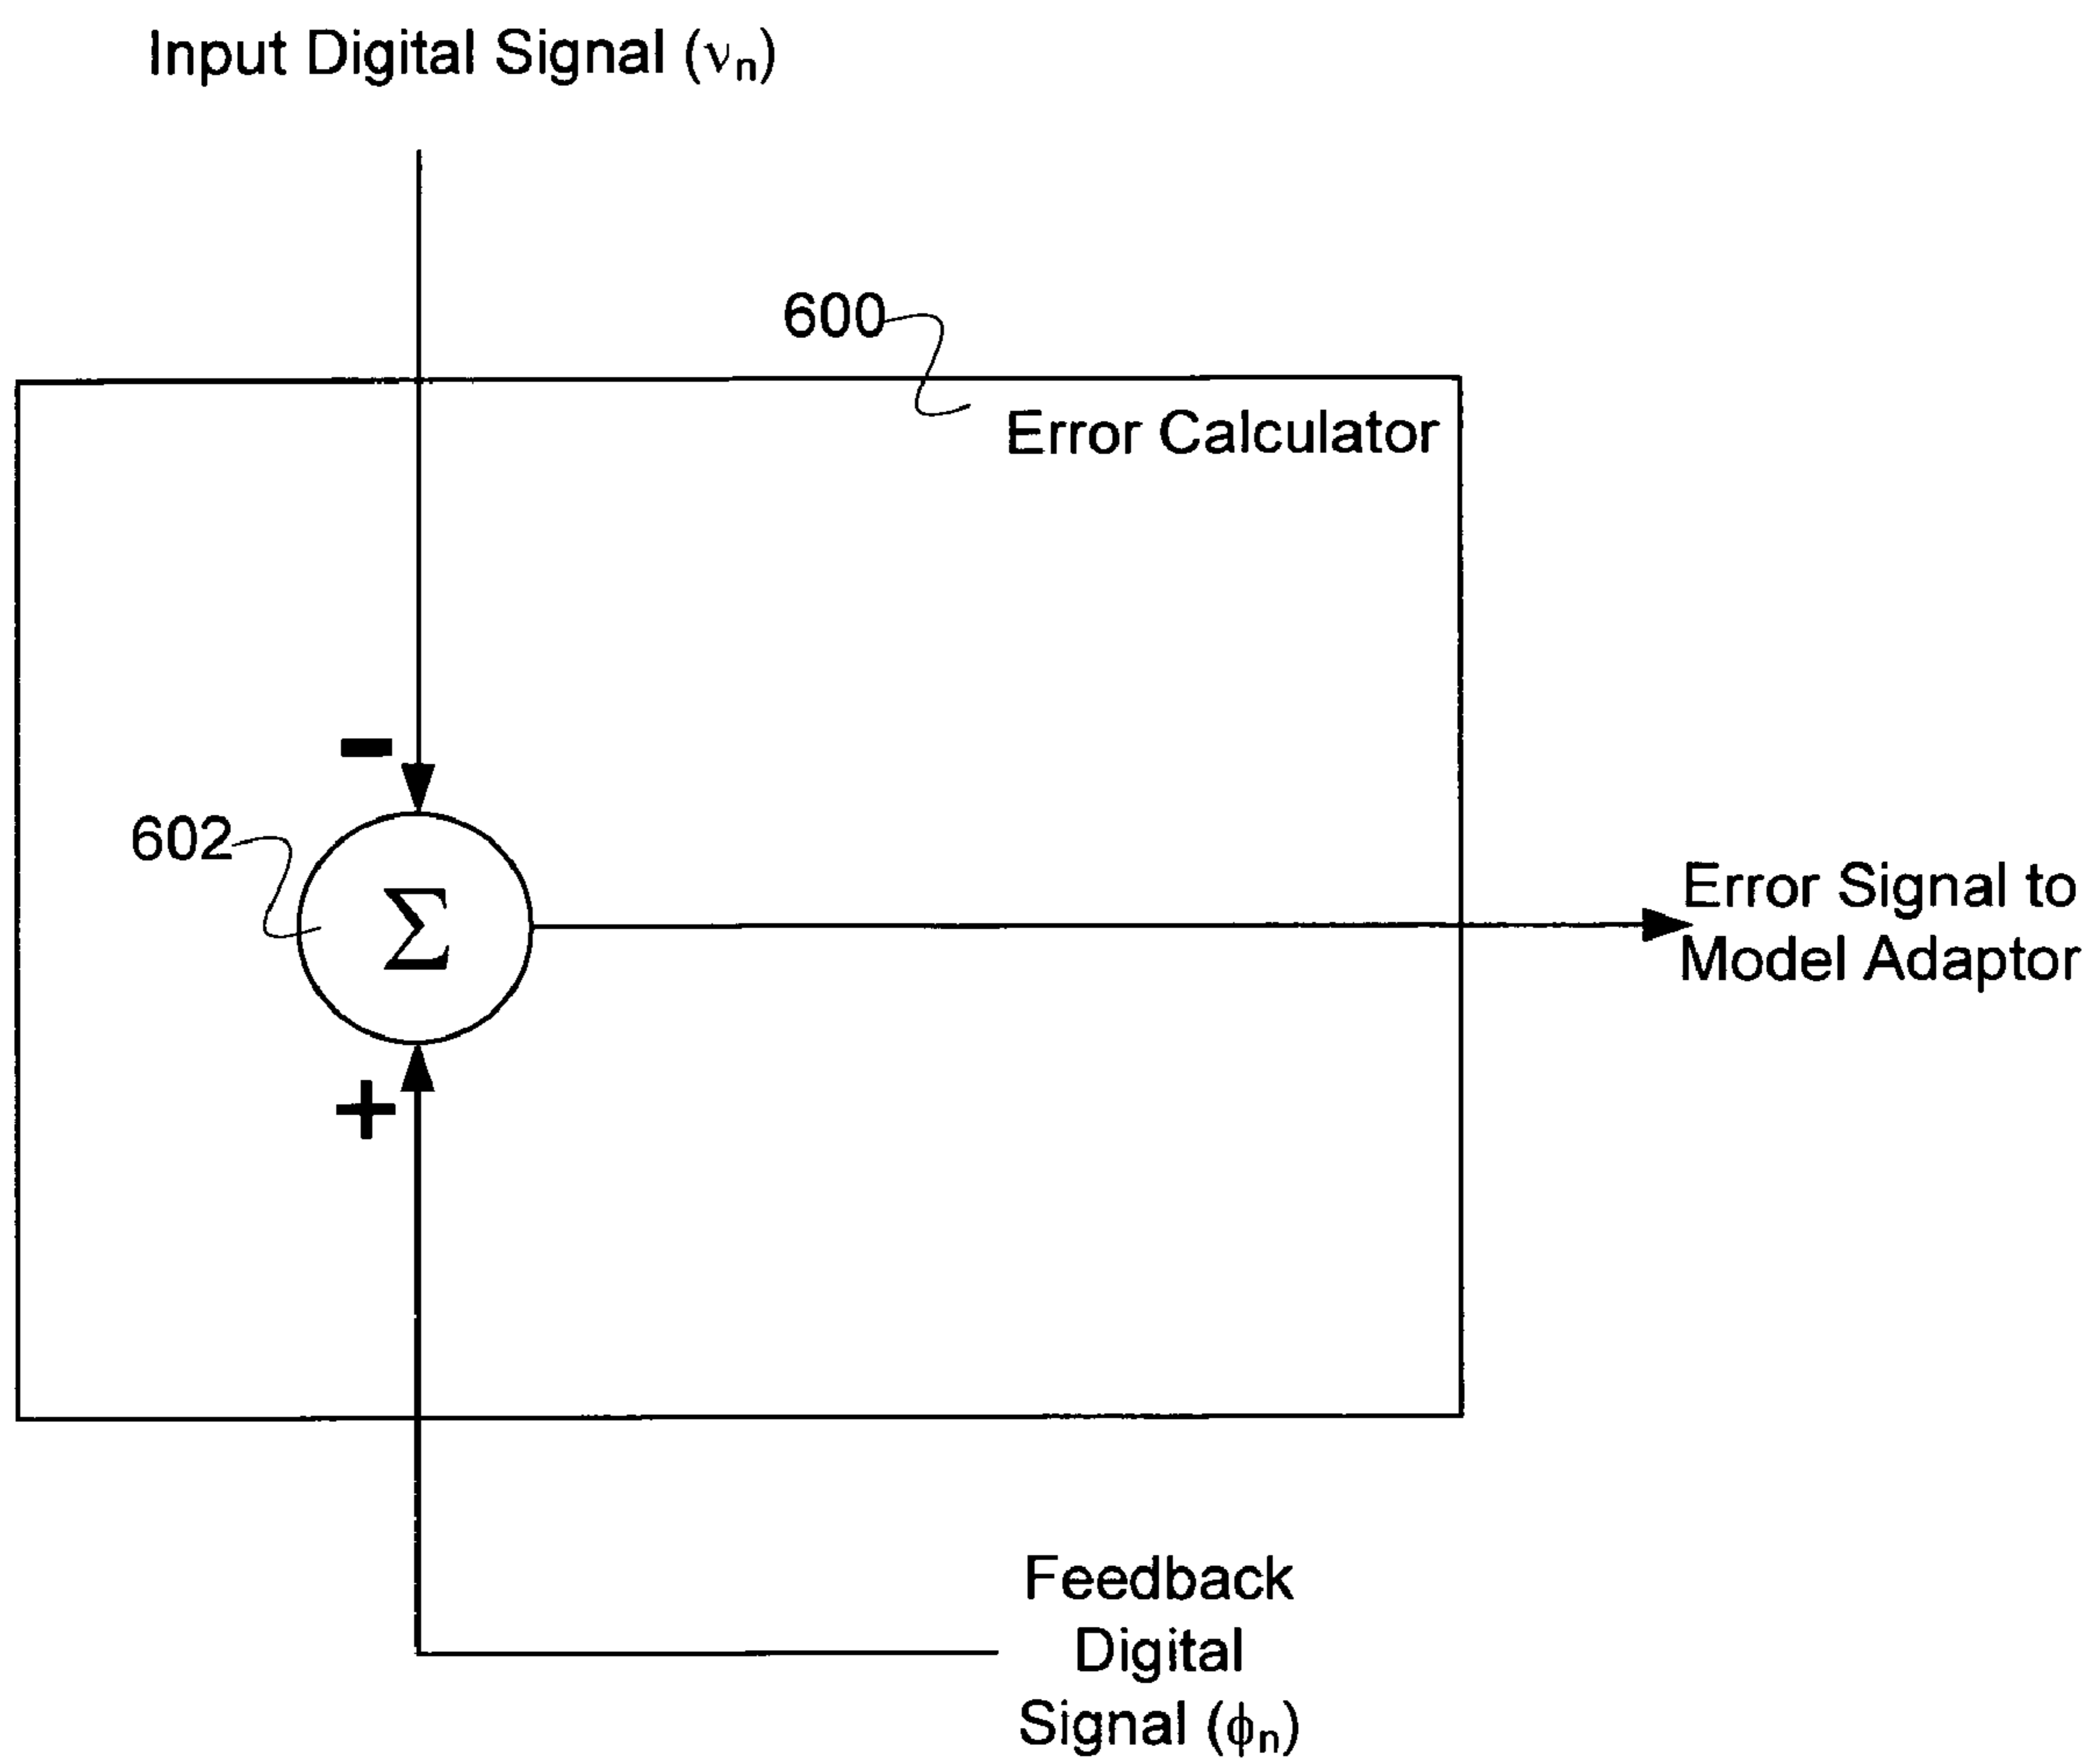 Input Digital Signal (νn)
600
Error Calculator
-
602
Σ
Error Signal to
Model Adaptor
+
Feedback
Digital
Signal (ϕn)